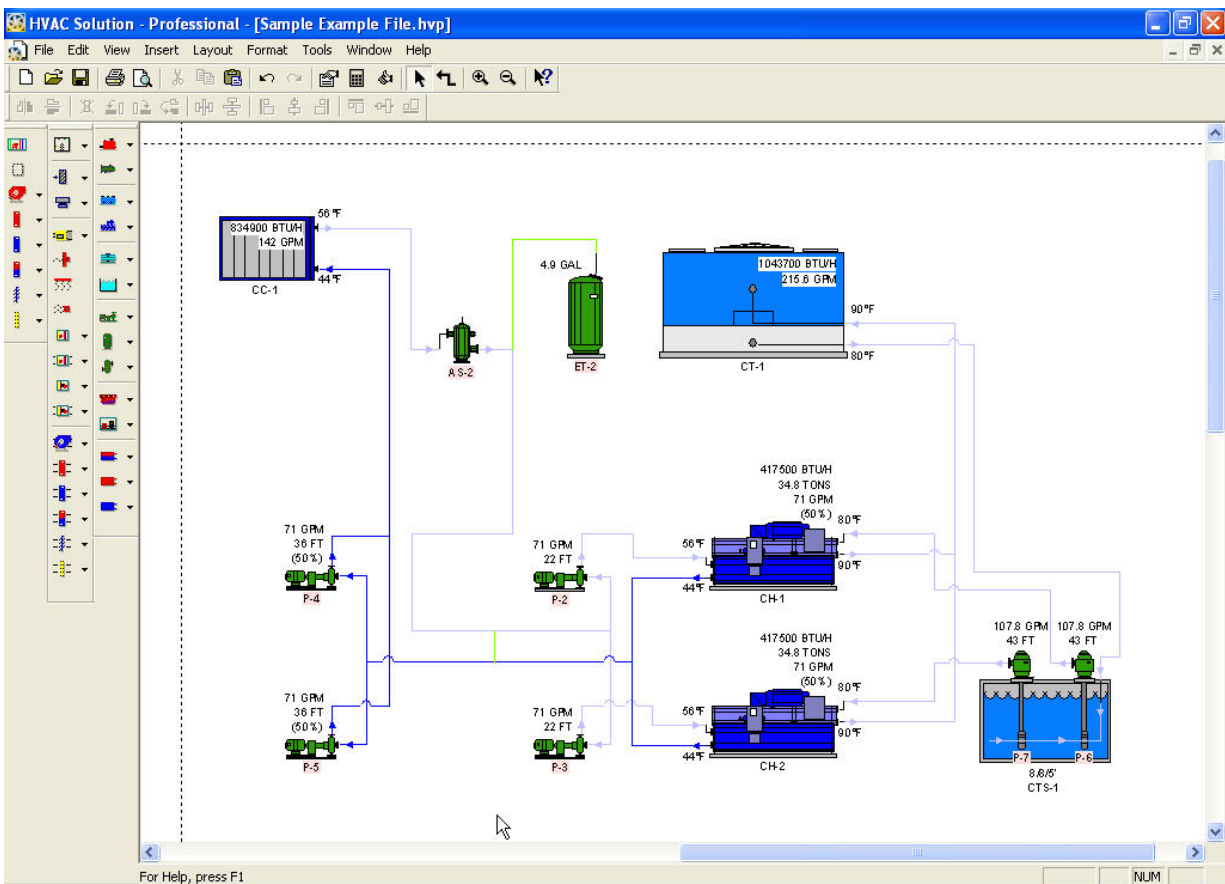 HVAC Solution - Professional - [Sample Example File.hvp]
File Edit View Insert Layout Format Tools Window Help
56°F
834900 BTU/H
142 GPM
44°F
CC-1
4.9 GAL
ET-2
AS-2
1043700 BTU/H
215.6 GPM
90°F
80°F
CT-1
417500 BTU/H
34.8 TONS
71 GPM
(50%)
80°F
56°F
90°F
44°F
CH-1
71 GPM
36 FT
(50%)
P-4
71 GPM
22 FT
P-2
107.8 GPM
43 FT
107.8 GPM
43 FT
417500 BTU/H
34.8 TONS
71 GPM
(50%)
80°F
56°F
90°F
44°F
CH-2
71 GPM
36 FT
(50%)
P-5
71 GPM
22 FT
P-3
P-7
P-6
8/8/5'
CTS-1
For Help, press F1
NUM